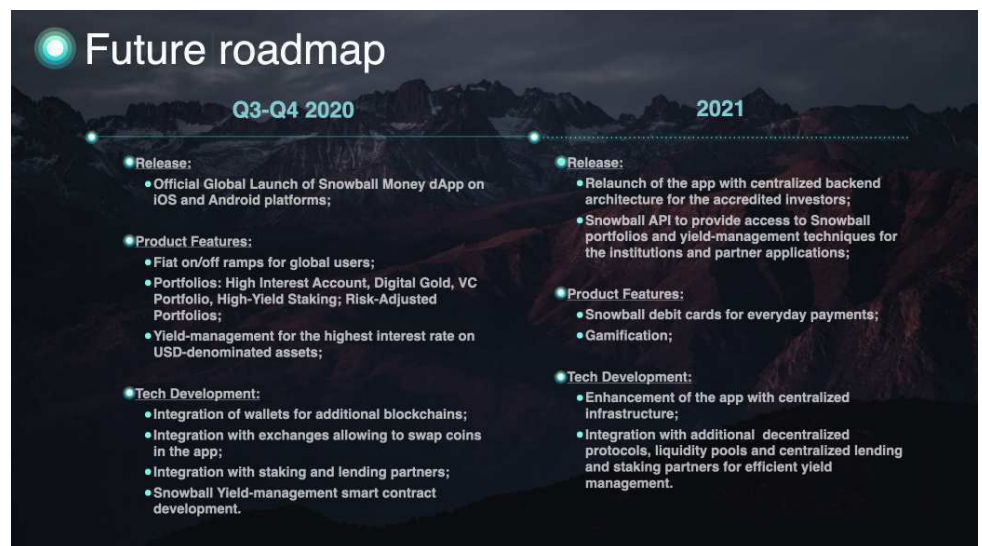 Future roadmap
Q3-Q4 2020
Release:
Official Global Launch of Snowball Money dApp on
iOS and Android platforms;
Product Features:
Fiat on/off ramps for global users;
Portfolios: High Interest Account, Digital Gold, VC
Portfolio, High-Yield Staking; Risk-Adjusted
Portfolios;
Yield-management for the highest interest rate on
USD-denominated assets;
Tech Development:
Integration of wallets for additional blockchains;
Integration with exchanges allowing to swap coins
in the app;
Integration with staking and lending partners;
Snowball Yield-management smart contract
development.
2021
Release:
Relaunch of the app with centralized backend
architecture for the accredited investors;
Snowball API to provide access to Snowball
portfolios and yield-management techniques for
the institutions and partner applications;
Product Features:
Snowball debit cards for everyday payments;
Gamification;
Tech Development:
Enhancement of the app with centralized
infrastructure;
Integration with additional decentralized
protocols, liquidity pools and centralized lending
and staking partners for efficient yield
management.